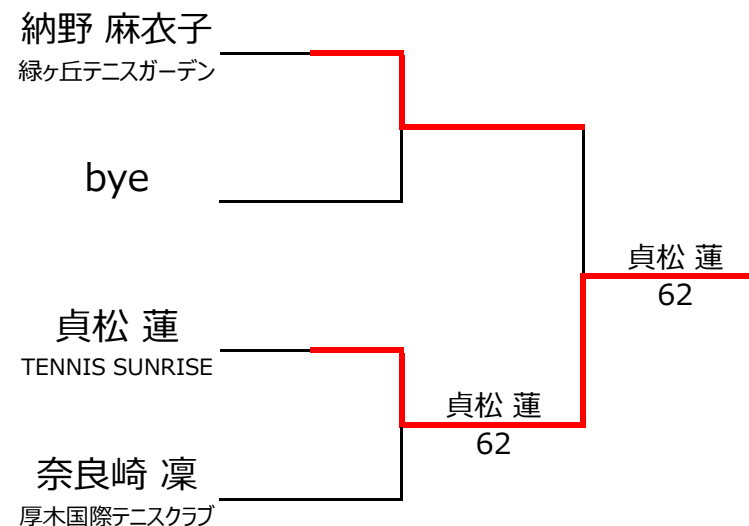 納野 麻衣子
緑ヶ丘テニスガーデン
bye
貞松 蓮
62
貞松 蓮
TENNIS SUNRISE
貞松 蓮
62
奈良崎 凜
厚木国際テニスクラブ